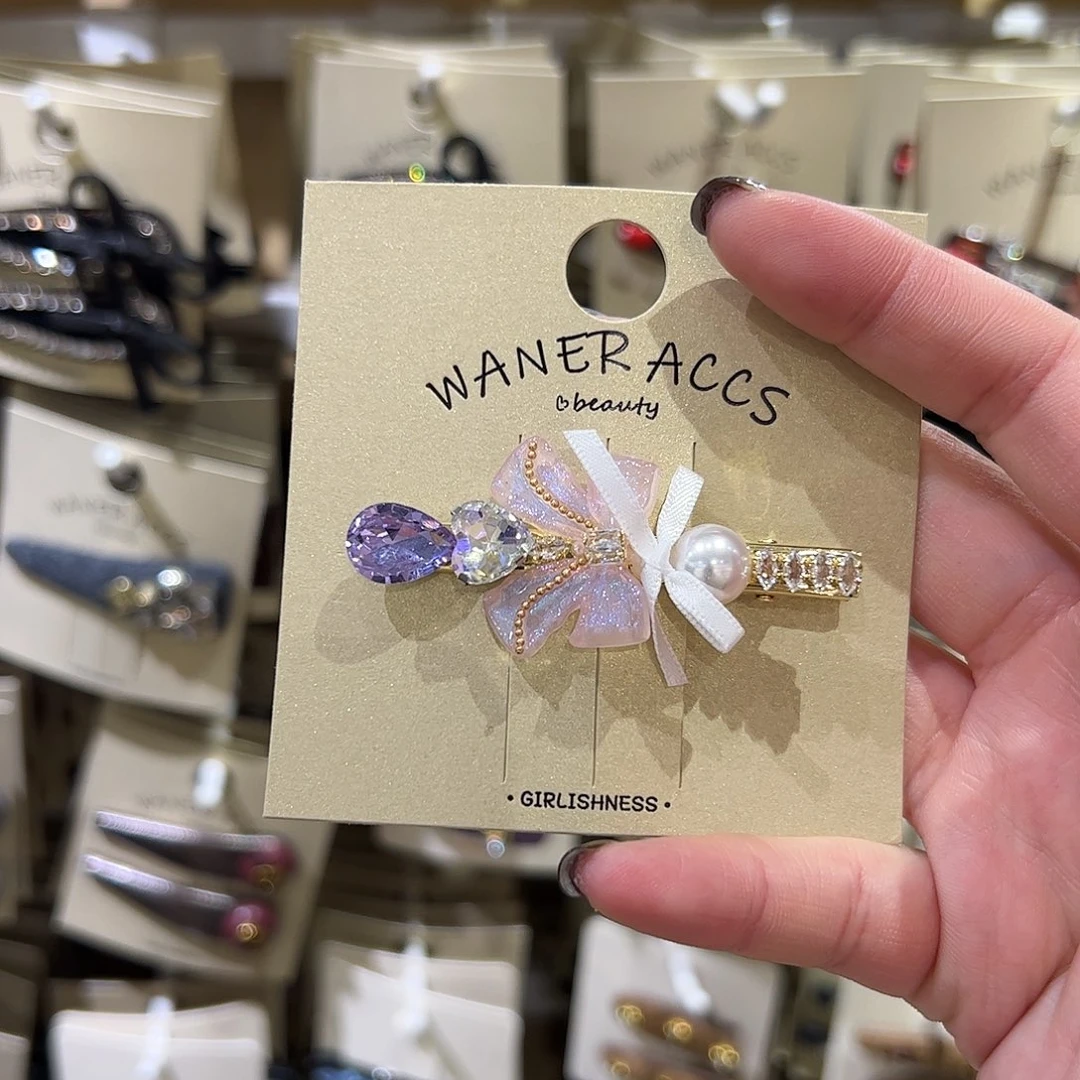 WANER ACCS
beauty
• GIRLISHNESS •